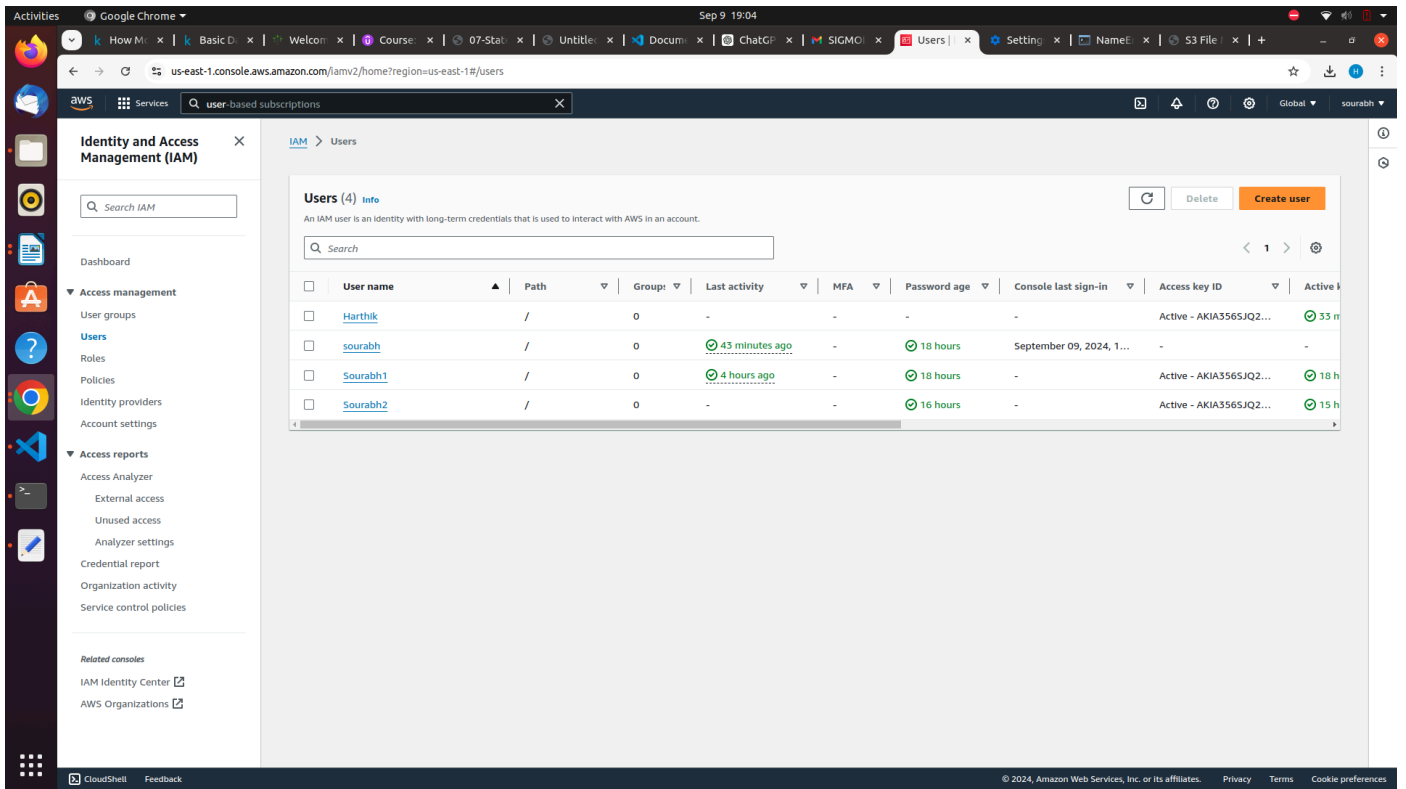 Activities Google Chrome Sep 9 19:04
k How Mo k Basic D Welcom Course: 07-Stat Untitled Docume ChatGP SIGMOI Users | Setting NameE S3 File
us-east-1.console.aws.amazon.com/iamv2/home?region=us-east-1#/users H
aws Services user-based subscriptions Global sourabh
Identity and Access
Management (IAM)
Search IAM
Dashboard
Access management
User groups
Users
Roles
Policies
Identity providers
Account settings
Access reports
Access Analyzer
External access
Unused access
Analyzer settings
Credential report
Organization activity
Service control policies
Related consoles
IAM Identity Center
AWS Organizations
IAM > Users
Users (4) Info
Delete Create user
An IAM user is an identity with long-term credentials that is used to interact with AWS in an account.
Search
1
User name Path Group: Last activity MFA Password age Console last sign-in Access key ID Active k
Harthik / 0 - - - - Active - AKIA356SJQ2... 33 m
sourabh / 0 43 minutes ago - 18 hours September 09, 2024, 1... - -
Sourabh1 / 0 4 hours ago - 18 hours - Active - AKIA356SJQ2... 18 h
Sourabh2 / 0 - - 16 hours - Active - AKIA356SJQ2... 15 h
CloudShell Feedback © 2024, Amazon Web Services, Inc. or its affiliates. Privacy Terms Cookie preferences